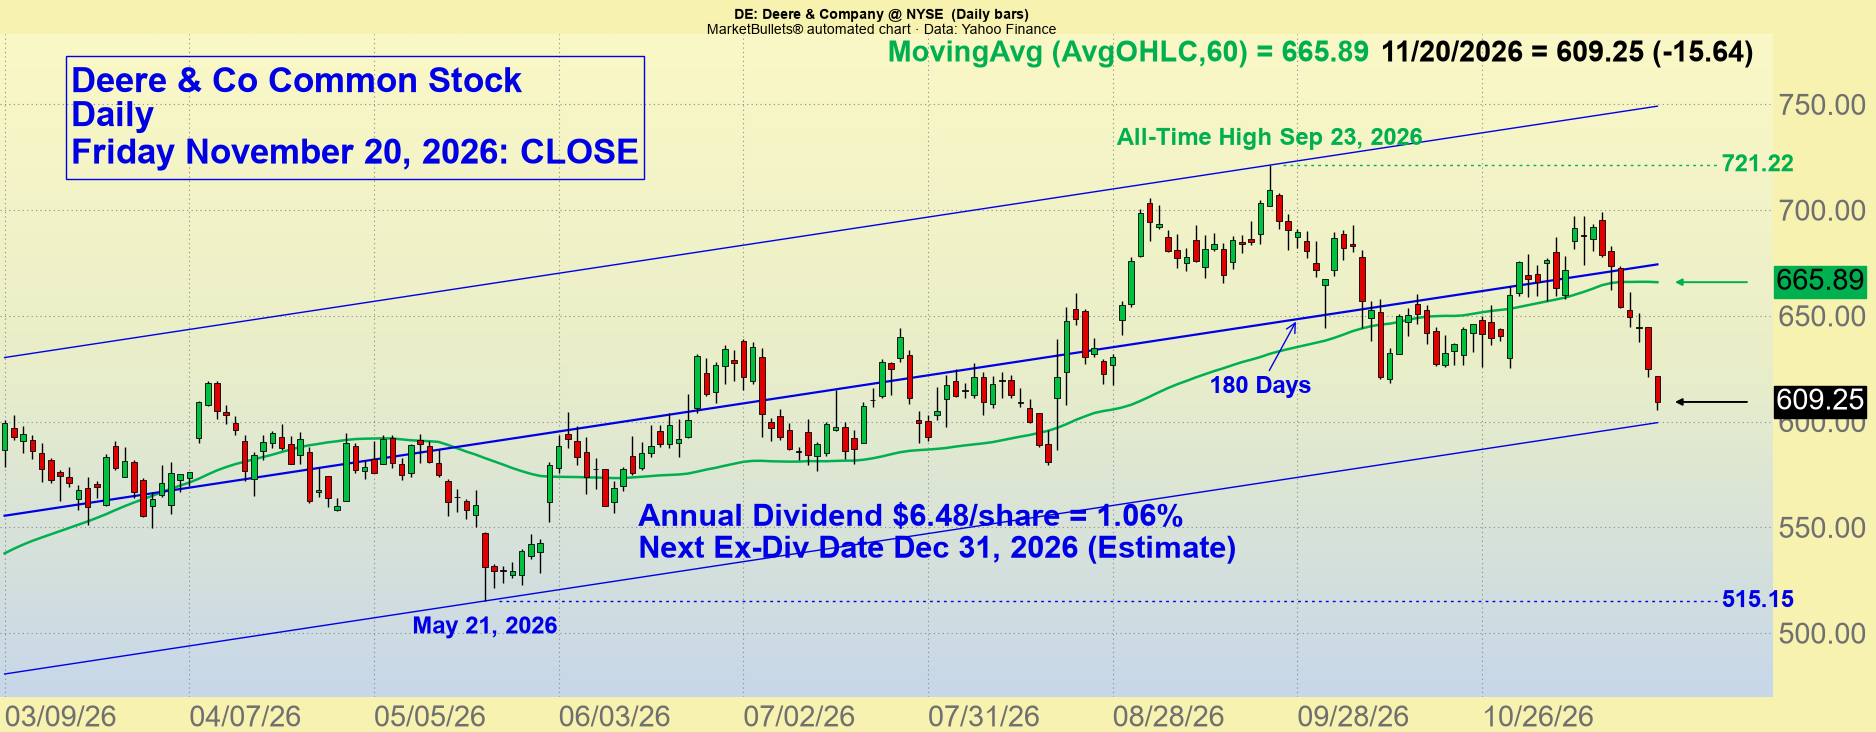 DE: Deere & Company @ NYSE  (Daily bars)
MarketBullets® automated chart · Data: Yahoo Finance
MovingAvg (AvgOHLC,60) = 665.89  11/20/2026 = 609.25 (-15.64)
Deere & Co Common Stock
Daily
Friday November 20, 2026: CLOSE
750.00
All-Time High Sep 23, 2026
721.22
700.00
665.89
650.00
180 Days
609.25
600.00
Annual Dividend $6.48/share = 1.06%
Next Ex-Div Date Dec 31, 2026 (Estimate)
550.00
515.15
May 21, 2026
500.00
03/09/26 04/07/26 05/05/26 06/03/26 07/02/26 07/31/26 08/28/26 09/28/26 10/26/26